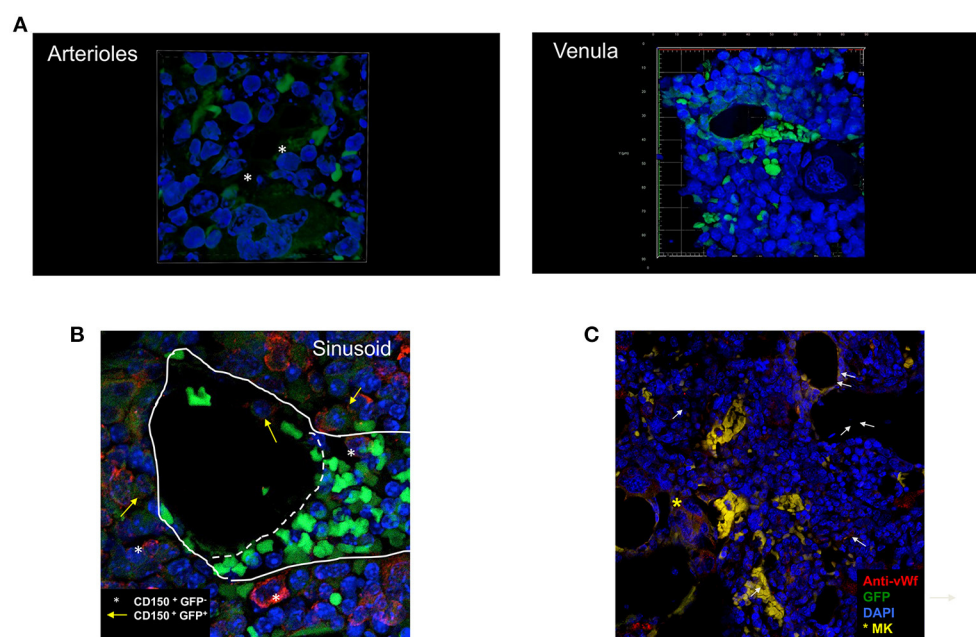 A
Arterioles
Venula
B
Sinusoid
* CD150 + GFP-
CD150 + GFP+
C
Anti-vWf
GFP
DAPI
* MK